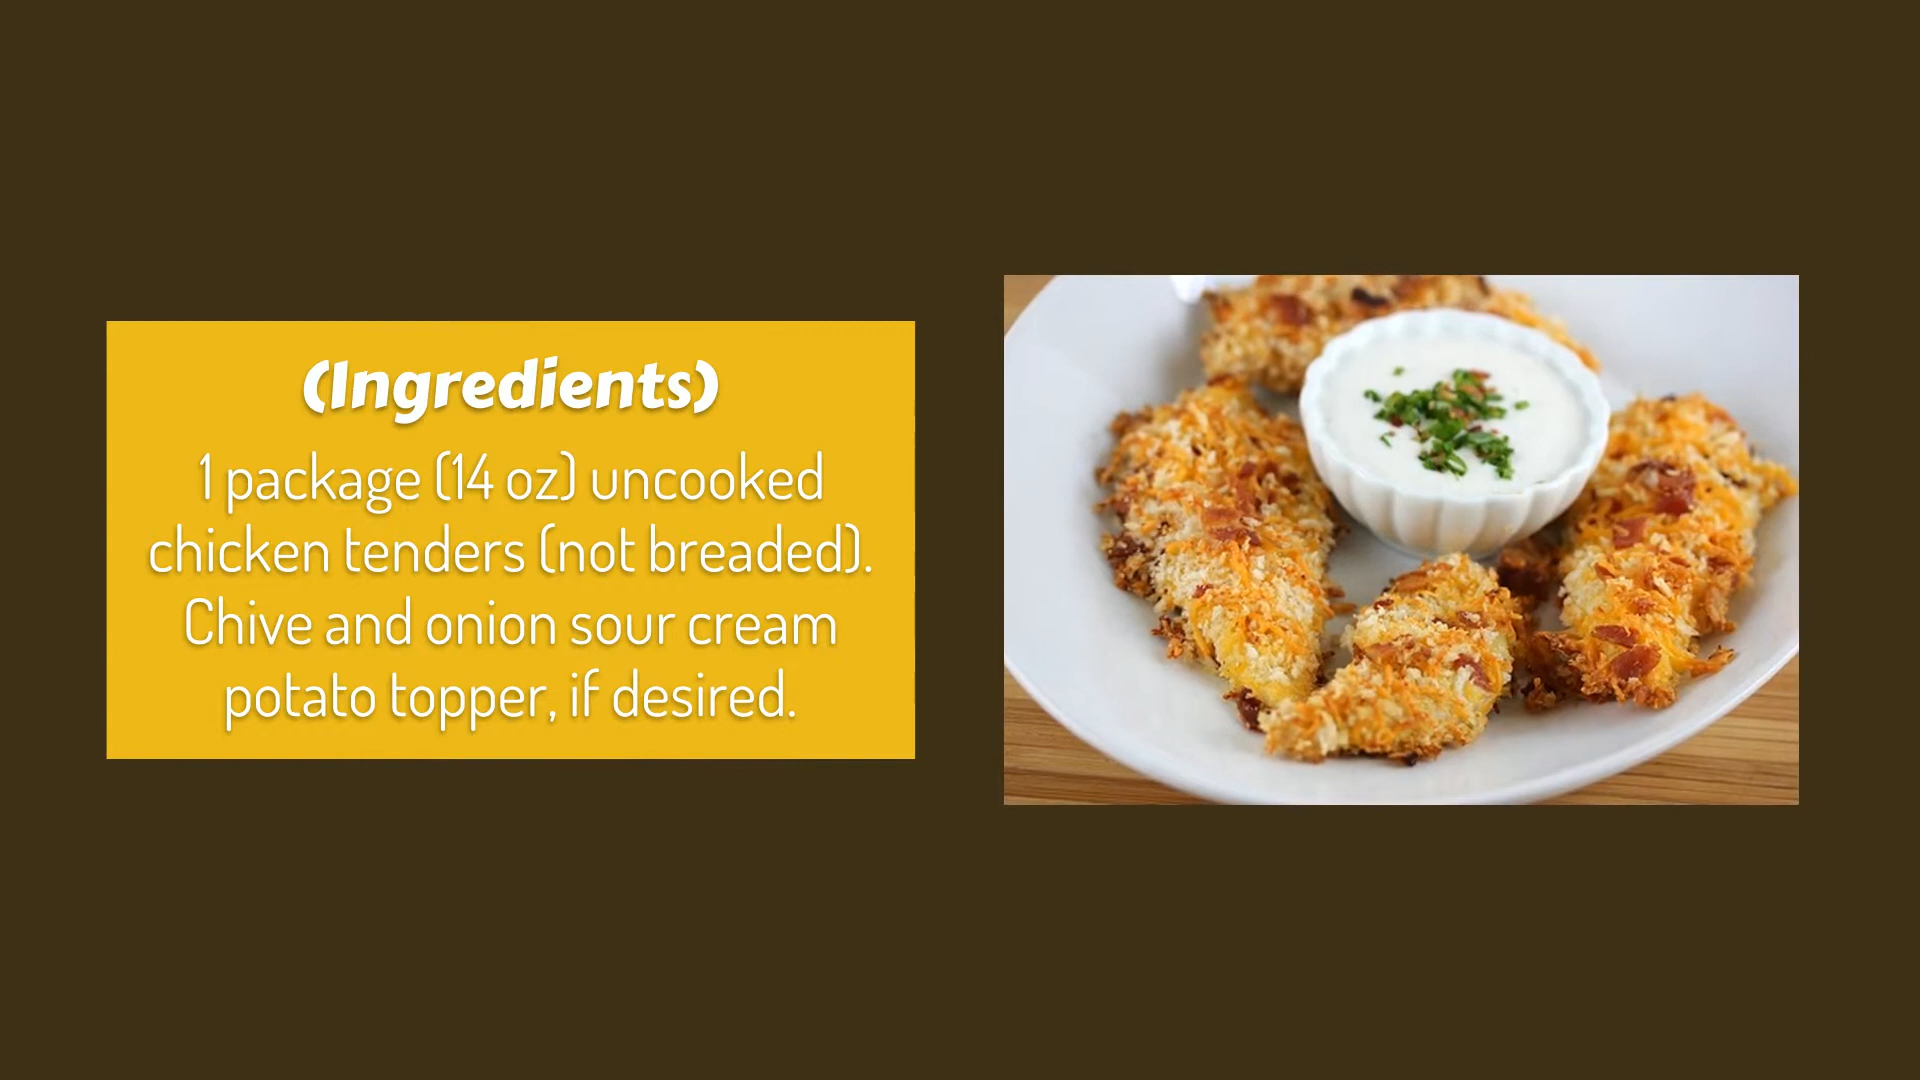 (Ingredients)
1 package (14 oz) uncooked
chicken tenders (not breaded).
Chive and onion sour cream
potato topper, if desired.